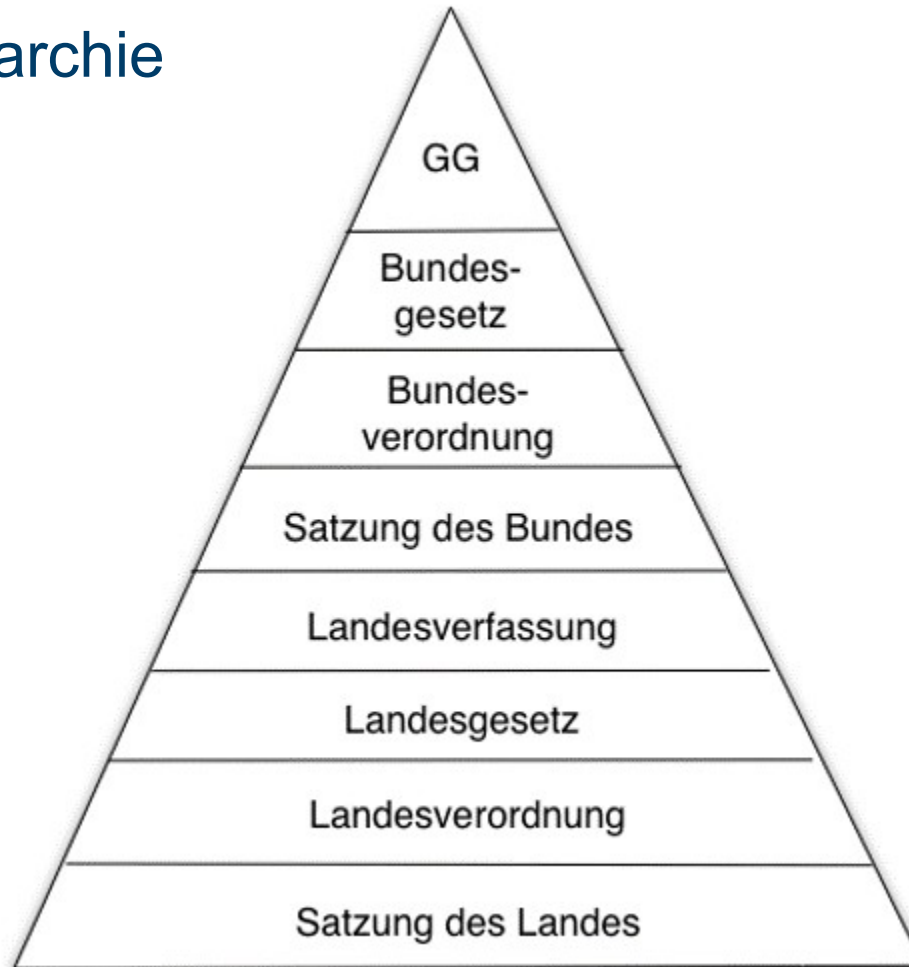 archie
GG
Bundes-
gesetz
Bundes-
verordnung
Satzung des Bundes
Landesverfassung
Landesgesetz
Landesverordnung
Satzung des Landes